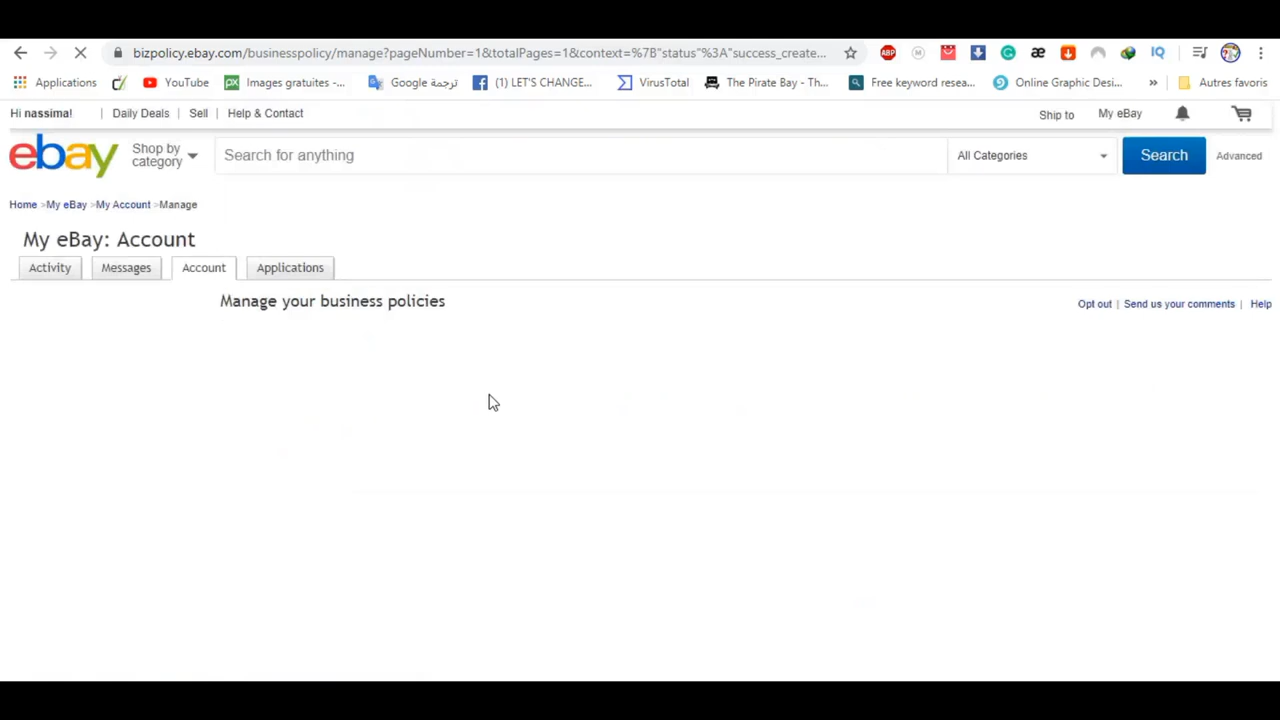 bizpolicy.ebay.com/businesspolicy/manage?pageNumber=1&totalPages=1&context=%7B"status"%3A"success_create...
ABP M æ IQ
Applications YouTube px Images gratuites -... Google ترجمة (1) LET'S CHANGE... VirusTotal The Pirate Bay - Th... Free keyword resea... Online Graphic Desi... » Autres favoris
Hi nassima! | Daily Deals | Sell | Help & Contact Ship to My eBay
ebay Shop by category Search for anything All Categories Search Advanced
Home >My eBay >My Account >Manage
My eBay: Account
Activity Messages Account Applications
Manage your business policies Opt out | Send us your comments | Help